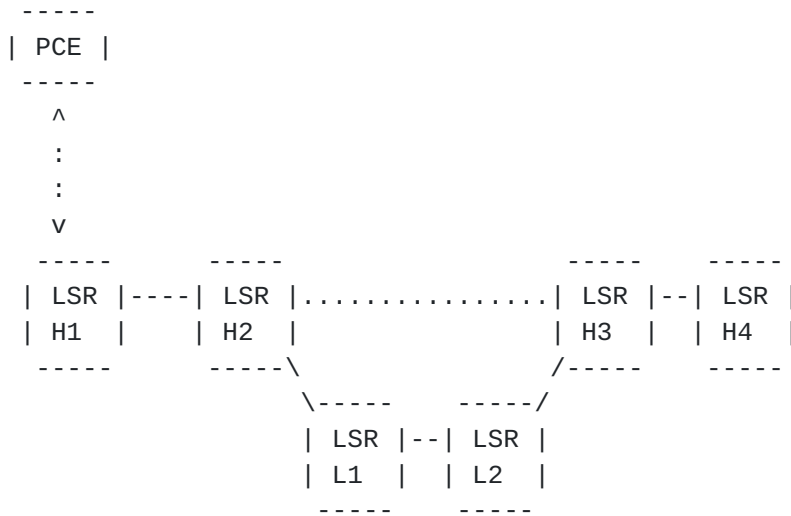 -----
| PCE |
 -----
   ^
   :
   :
   v
  -----      -----                   -----     -----
 | LSR |----| LSR |................| LSR |--| LSR |
 | H1  |    | H2  |                | H3  |  | H4  |
  -----      -----\                /-----     -----
                   \-----    -----/
                   | LSR |--| LSR |
                   | L1  |  | L2  |
                    -----    -----